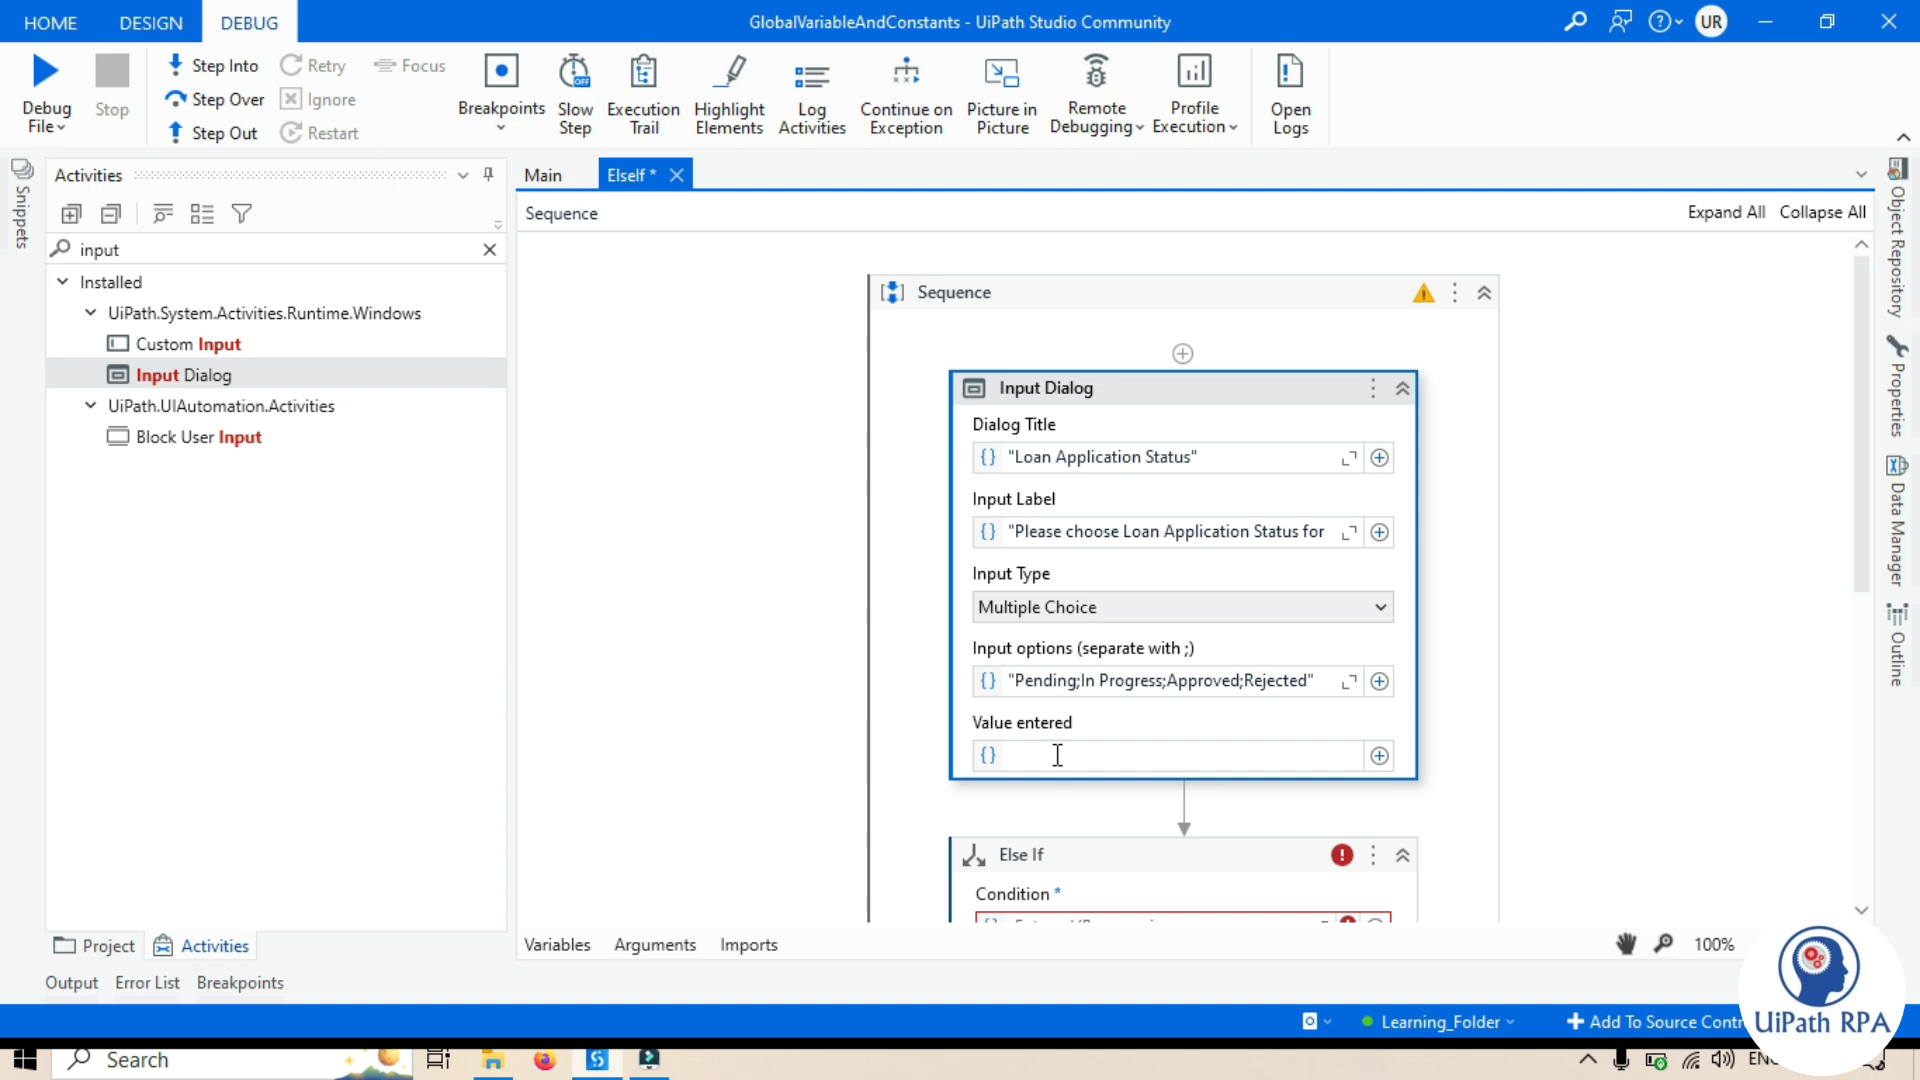 HOME DESIGN DEBUG
GlobalVariableAndConstants - UiPath Studio Community
UR
Debug File
Stop
Step Into
Step Over
Step Out
Retry
Ignore
Restart
Focus
Breakpoints
Slow Step
OFF
Execution Trail
Highlight Elements
Log Activities
Continue on Exception
Picture in Picture
Remote Debugging
Profile Execution
Open Logs
Snippets
Activities
input
Installed
UiPath.System.Activities.Runtime.Windows
Custom Input
Input Dialog
UiPath.UIAutomation.Activities
Block User Input
Project
Activities
Main
ElseIf *
Sequence
Expand All
Collapse All
Sequence
Input Dialog
Dialog Title
"Loan Application Status"
Input Label
"Please choose Loan Application Status for
Input Type
Multiple Choice
Input options (separate with ;)
"Pending;In Progress;Approved;Rejected"
Value entered
Else If
Condition *
Variables Arguments Imports
100%
Object Repository
Properties
Data Manager
Outline
Output Error List Breakpoints
Learning_Folder
Add To Source Contr
UiPath RPA
Search